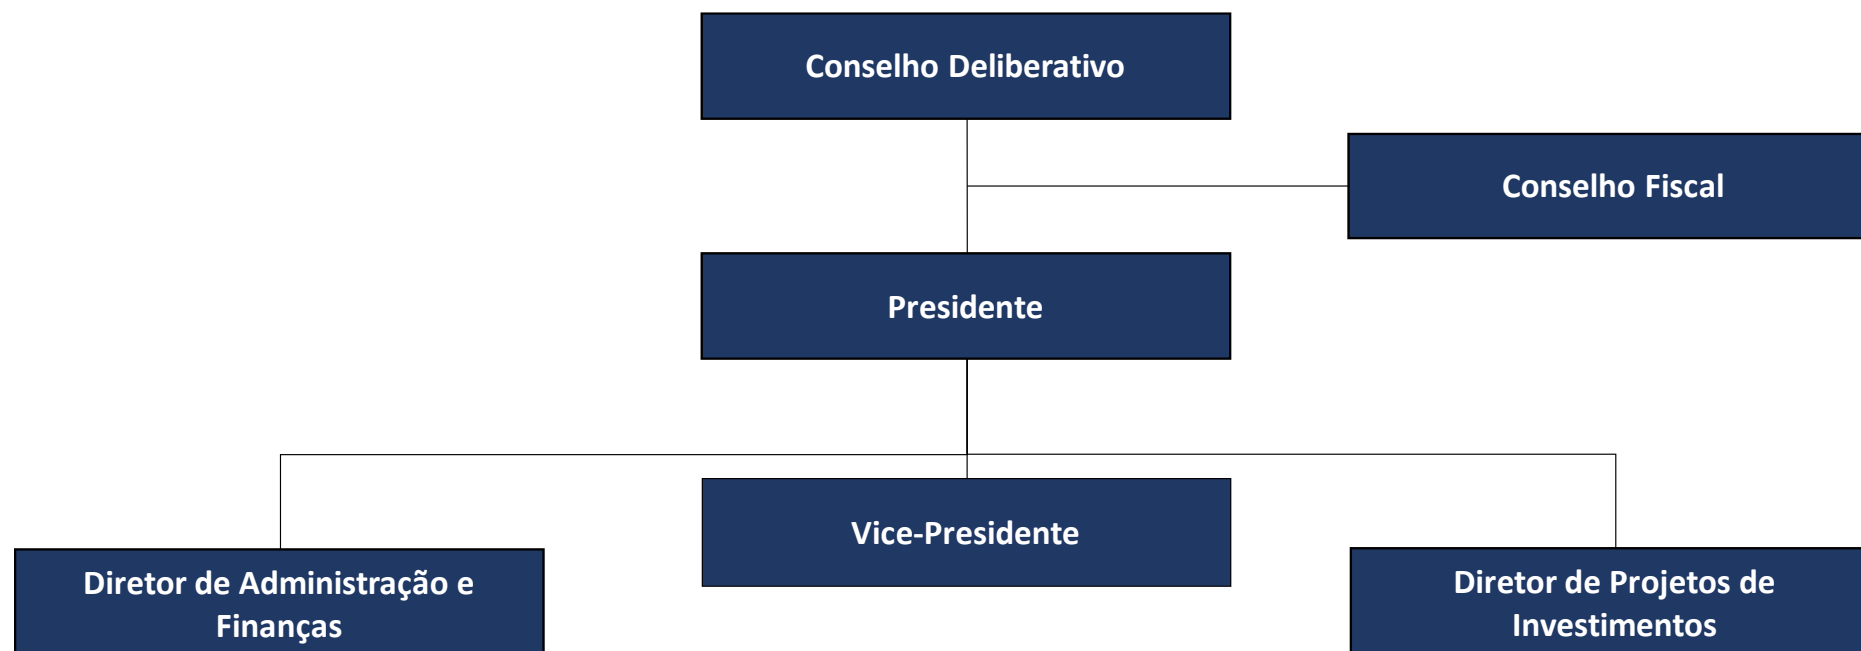 Conselho Deliberativo
Conselho Fiscal
Presidente
Vice-Presidente
Diretor de Administração e
Finanças
Diretor de Projetos de
Investimentos